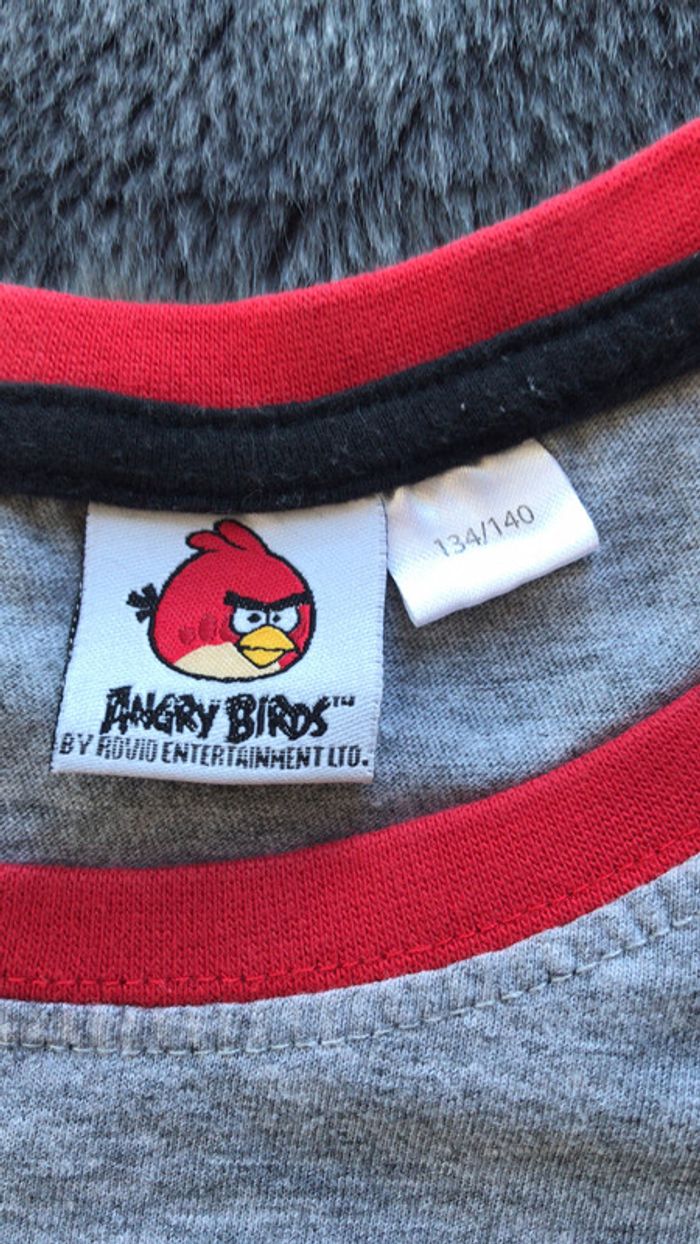 134/140
ANGRY BIRDS™
BY ROVIO ENTERTAINMENT LTD.